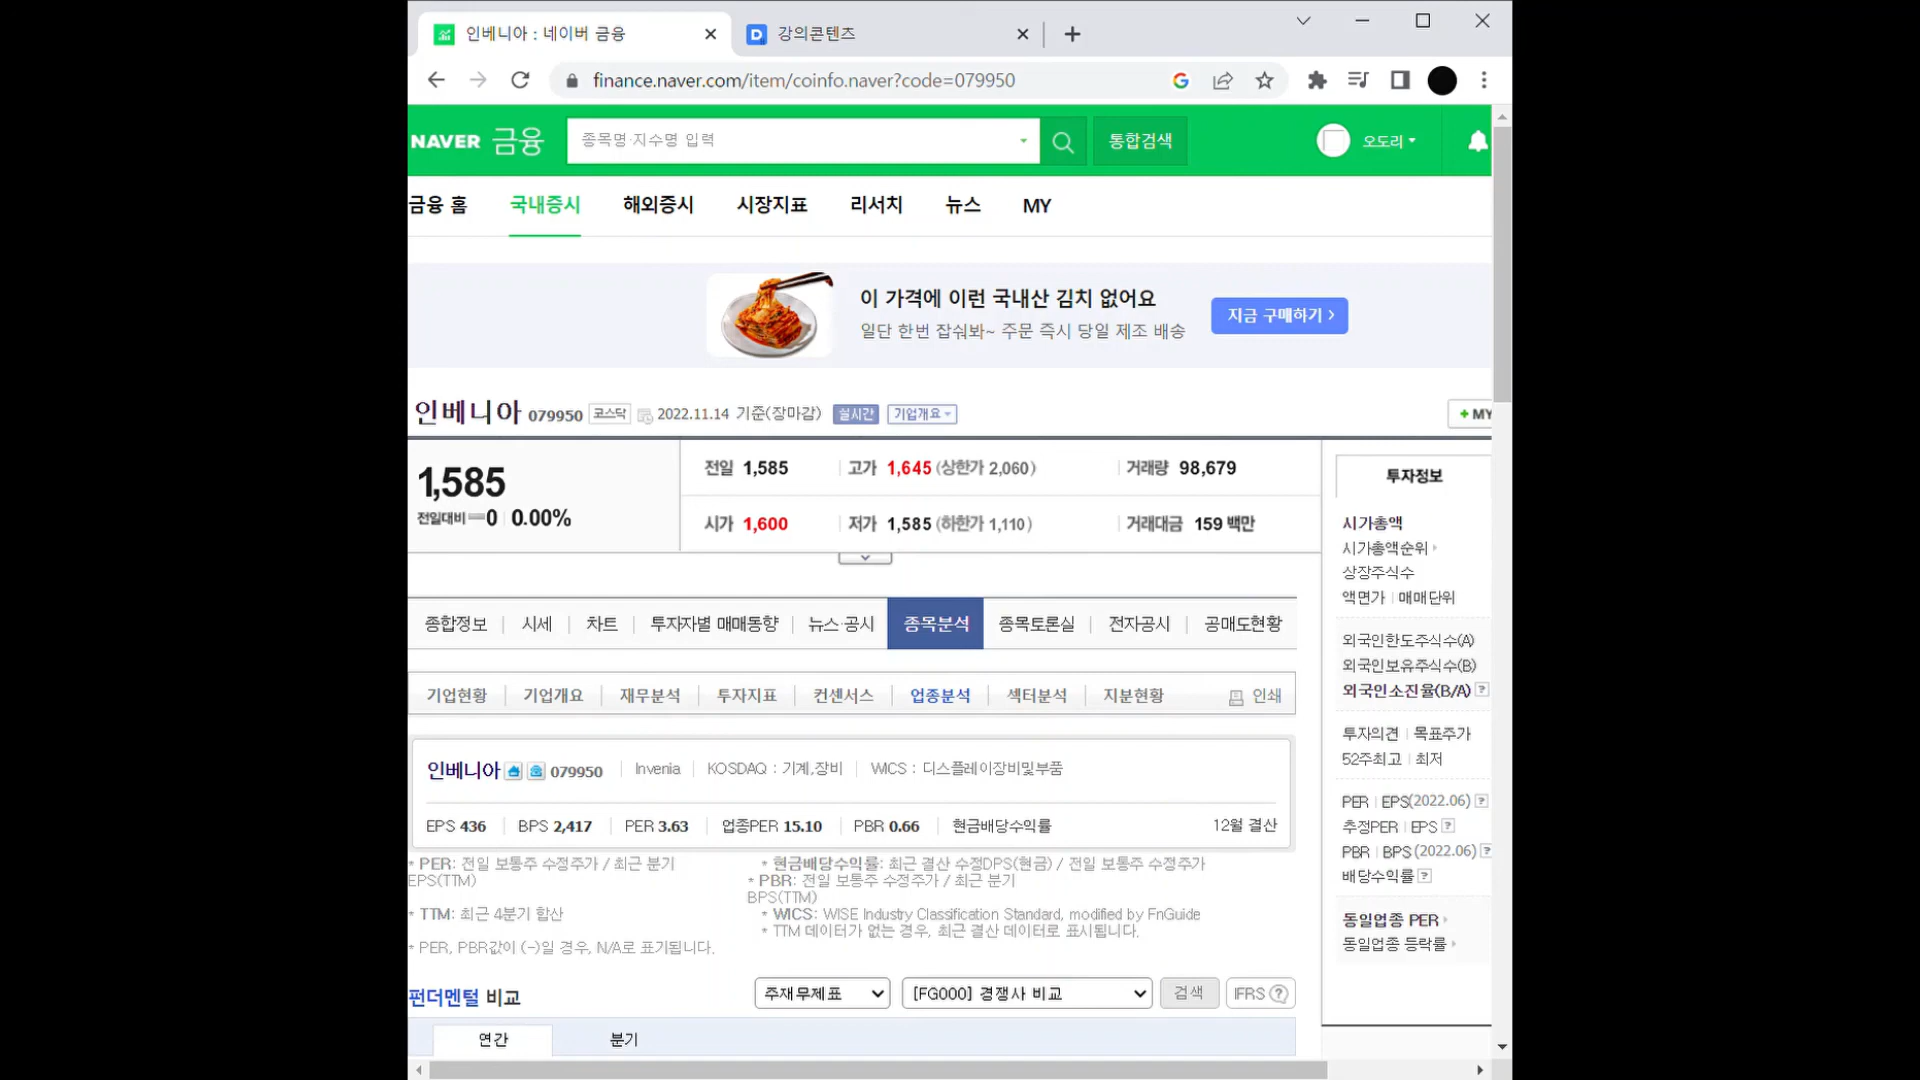 인베니아 : 네이버 금융
강의콘텐츠
finance.naver.com/item/coinfo.naver?code=079950
NAVER 금융
종목명·지수명 입력
통합검색
오도리
금융 홈 국내증시 해외증시 시장지표 리서치 뉴스 MY
이 가격에 이런 국내산 김치 없어요
일단 한번 잡숴봐~ 주문 즉시 당일 제조 배송
지금 구매하기
인베니아 079950 코스닥 2022.11.14 기준(장마감) 실시간 기업개요
+ MY
1,585
전일대비 0 0.00%
전일 1,585 고가 1,645 (상한가 2,060) 거래량 98,679
시가 1,600 저가 1,585 (하한가 1,110) 거래대금 159 백만
투자정보
시가총액
시가총액순위
상장주식수
액면가 매매단위
외국인한도주식수(A)
외국인보유주식수(B)
외국인소진율(B/A) ?
투자의견 목표주가
52주최고 최저
PER EPS(2022.06) ?
추정PER EPS ?
PBR BPS(2022.06) ?
배당수익률 ?
동일업종 PER
동일업종 등락률
종합정보 시세 차트 투자자별 매매동향 뉴스·공시 종목분석 종목토론실 전자공시 공매도현황
기업현황 기업개요 재무분석 투자지표 컨센서스 업종분석 섹터분석 지분현황 인쇄
인베니아 079950 Invenia KOSDAQ : 기계,장비 WICS : 디스플레이장비및부품
EPS 436 BPS 2,417 PER 3.63 업종PER 15.10 PBR 0.66 현금배당수익률 12월 결산
* PER: 전일 보통주 수정주가 / 최근 분기
EPS(TTM)
* TTM: 최근 4분기 합산
* PER, PBR값이 (-)일 경우, N/A로 표기됩니다.
* 현금배당수익률: 최근 결산 수정DPS(현금) / 전일 보통주 수정주가
* PBR: 전일 보통주 수정주가 / 최근 분기
BPS(TTM)
* WICS: WISE Industry Classification Standard, modified by FnGuide
* TTM 데이터가 없는 경우, 최근 결산 데이터로 표시됩니다.
펀더멘털 비교
주재무제표 [FG000] 경쟁사 비교 검색 IFRS ?
연간 분기